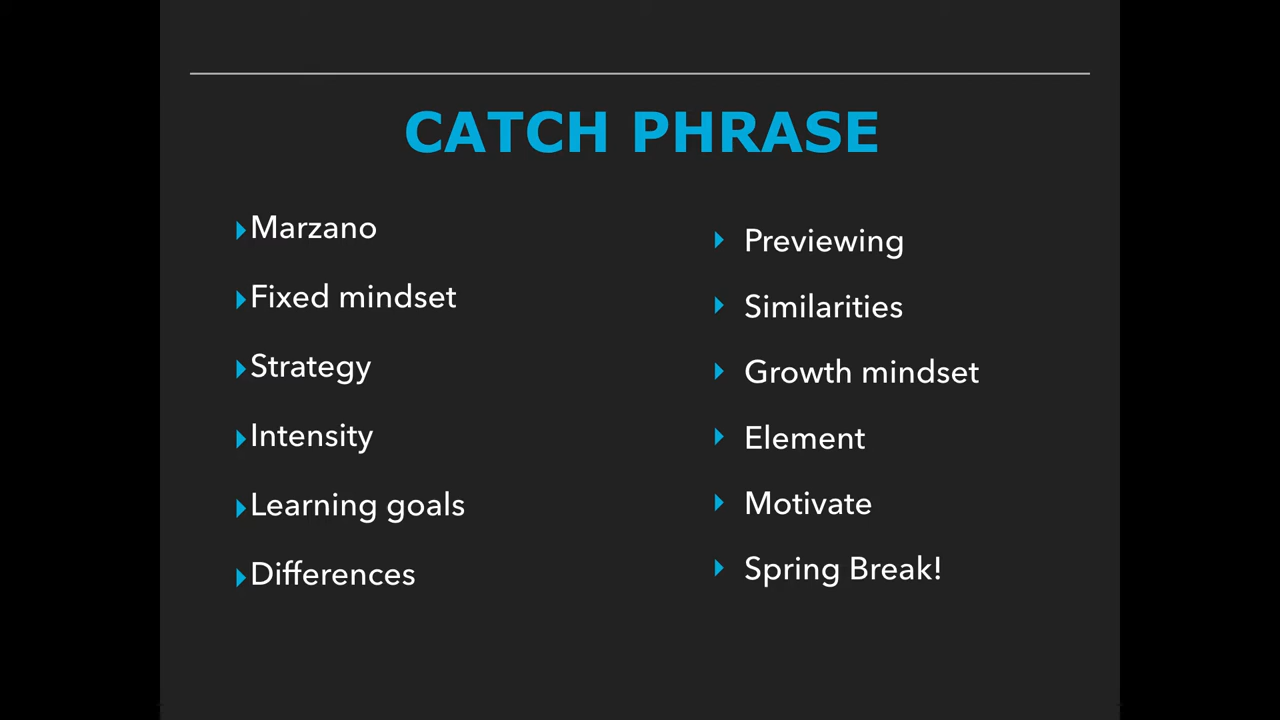 CATCH PHRASE
Marzano
Fixed mindset
Strategy
Intensity
Learning goals
Differences
Previewing
Similarities
Growth mindset
Element
Motivate
Spring Break!